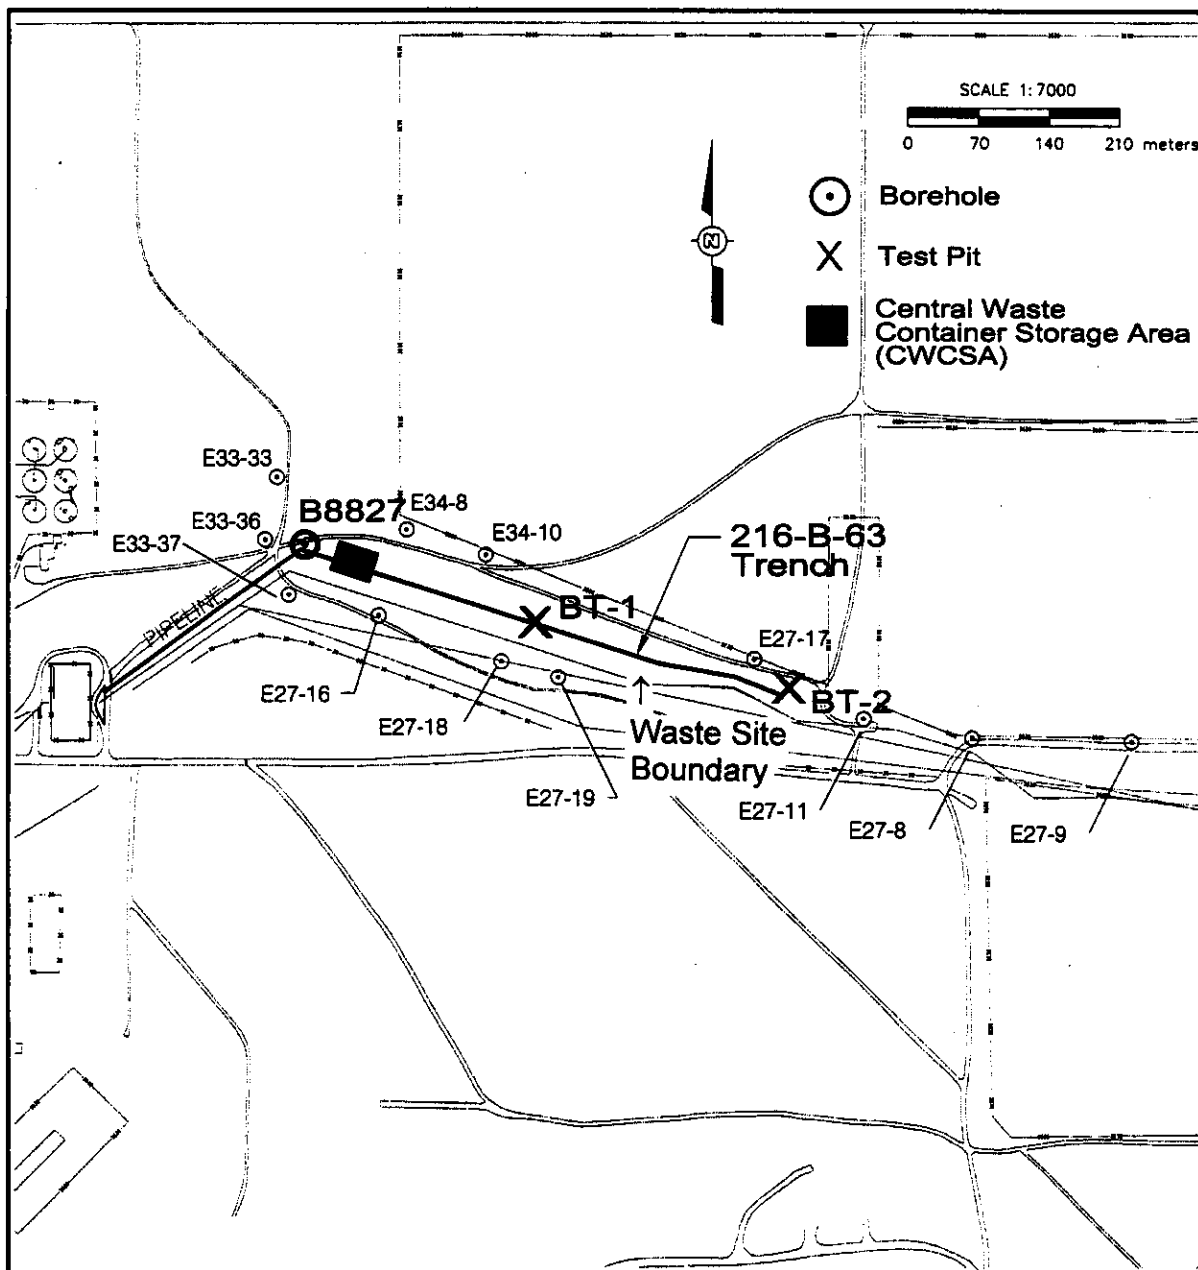 SCALE 1:7000
0 70 140 210 meters
N
Borehole
Test Pit
Central Waste
Container Storage Area
(CWCSA)
E33-33
E34-8
B8827
E33-36
E34-10
E33-37
216-B-63
Trench
PIPELINE
BT-1
E27-17
E27-16
BT-2
E27-18
Waste Site
Boundary
E27-19
E27-11
E27-8
E27-9